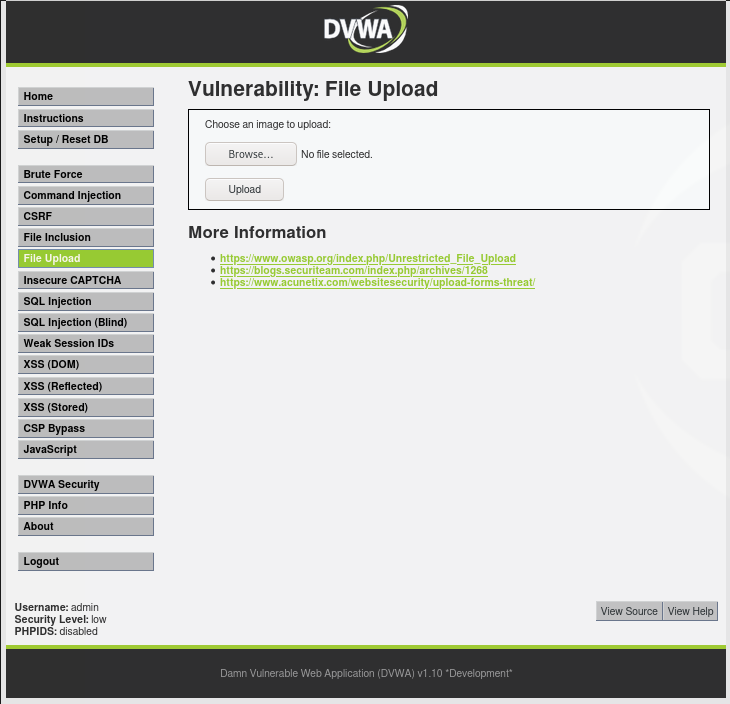 DVWA
Home
Instructions
Setup / Reset DB
Brute Force
Command Injection
CSRF
File Inclusion
File Upload
Insecure CAPTCHA
SQL Injection
SQL Injection (Blind)
Weak Session IDs
XSS (DOM)
XSS (Reflected)
XSS (Stored)
CSP Bypass
JavaScript
DVWA Security
PHP Info
About
Logout
Vulnerability: File Upload
Choose an image to upload:
Browse... No file selected.
Upload
More Information
https://www.owasp.org/index.php/Unrestricted_File_Upload
https://blogs.securiteam.com/index.php/archives/1268
https://www.acunetix.com/websitesecurity/upload-forms-threat/
Username: admin
Security Level: low
PHPIDS: disabled
View Source View Help
Damn Vulnerable Web Application (DVWA) v1.10 *Development*